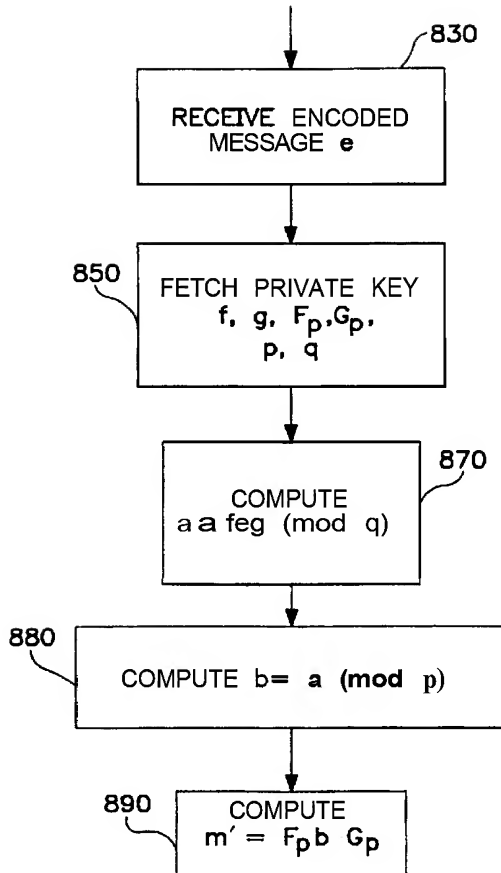 830
RECEIVE ENCODED
MESSAGE e
850
FETCH PRIVATE KEY
f, g, Fp, Gp,
p, q
870
COMPUTE
a a feg (mod q)
880
COMPUTE b= a (mod p)
890
COMPUTE
m' = Fp b Gp